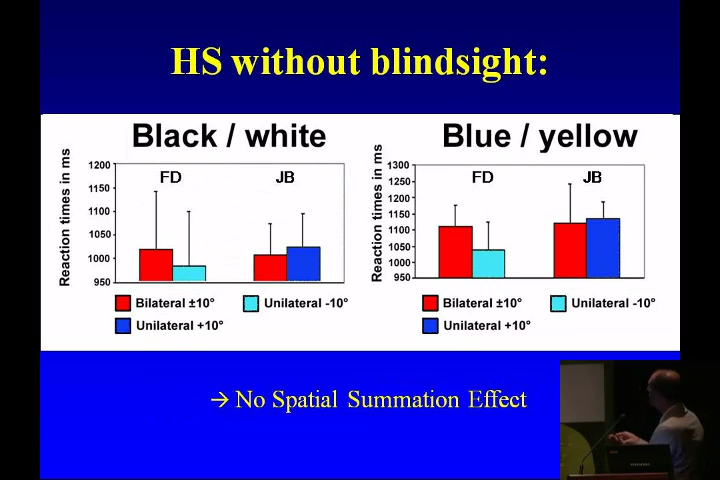 HS without blindsight:
Black / white
Reaction times in ms
1200
1150
1100
1050
1000
950
FD
JB
Bilateral ±10°
Unilateral -10°
Unilateral +10°
Blue / yellow
Reaction times in ms
1300
1250
1200
1150
1100
1050
1000
950
FD
JB
Bilateral ±10°
Unilateral -10°
Unilateral +10°
→ No Spatial Summation Effect